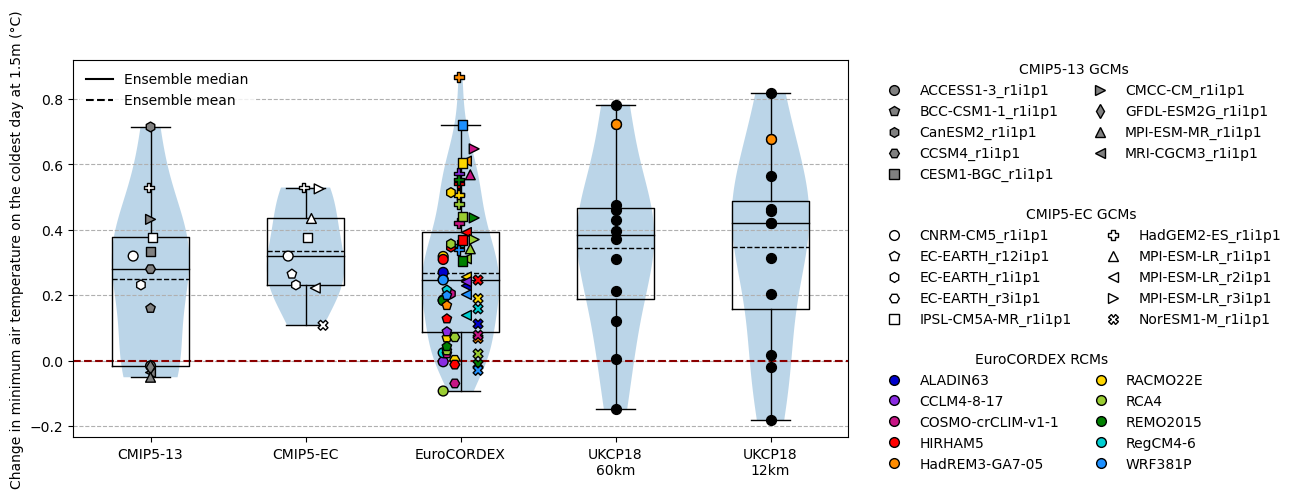 Change in minimum air temperature on the coldest day at 1.5m (°C)
Ensemble median
Ensemble mean
0.8
0.6
0.4
0.2
0.0
−0.2
CMIP5-13
CMIP5-EC
EuroCORDEX
UKCP18
60km
UKCP18
12km
CMIP5-13 GCMs
ACCESS1-3_r1i1p1
BCC-CSM1-1_r1i1p1
CanESM2_r1i1p1
CCSM4_r1i1p1
CESM1-BGC_r1i1p1
CMCC-CM_r1i1p1
GFDL-ESM2G_r1i1p1
MPI-ESM-MR_r1i1p1
MRI-CGCM3_r1i1p1
CMIP5-EC GCMs
CNRM-CM5_r1i1p1
EC-EARTH_r12i1p1
EC-EARTH_r1i1p1
EC-EARTH_r3i1p1
IPSL-CM5A-MR_r1i1p1
HadGEM2-ES_r1i1p1
MPI-ESM-LR_r1i1p1
MPI-ESM-LR_r2i1p1
MPI-ESM-LR_r3i1p1
NorESM1-M_r1i1p1
EuroCORDEX RCMs
ALADIN63
CCLM4-8-17
COSMO-crCLIM-v1-1
HIRHAM5
HadREM3-GA7-05
RACMO22E
RCA4
REMO2015
RegCM4-6
WRF381P